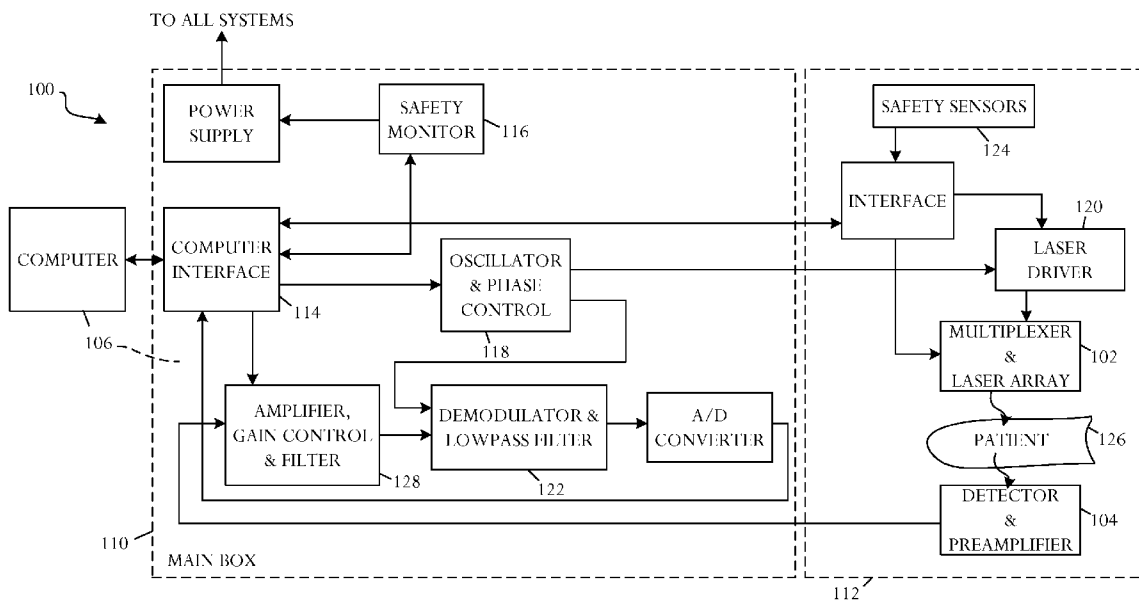 TO ALL SYSTEMS
100
POWER
SUPPLY
SAFETY
MONITOR
116
SAFETY SENSORS
124
INTERFACE
120
LASER
DRIVER
COMPUTER
COMPUTER
INTERFACE
114
OSCILLATOR
& PHASE
CONTROL
118
106
MULTIPLEXER
&
LASER ARRAY
102
AMPLIFIER,
GAIN CONTROL
& FILTER
128
DEMODULATOR &
LOWPASS FILTER
122
A/D
CONVERTER
PATIENT
126
DETECTOR
&
PREAMPLIFIER
104
110
MAIN BOX
112